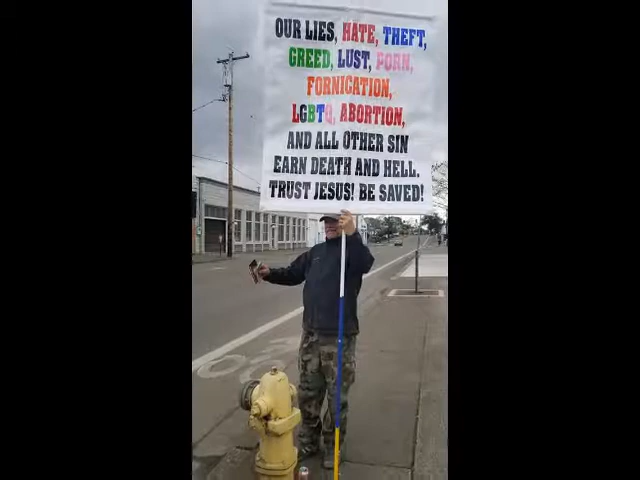 OUR LIES, HATE, THEFT,
GREED, LUST, PORN,
FORNICATION,
LGBTQ, ABORTION,
AND ALL OTHER SIN
EARN DEATH AND HELL.
TRUST JESUS! BE SAVED!